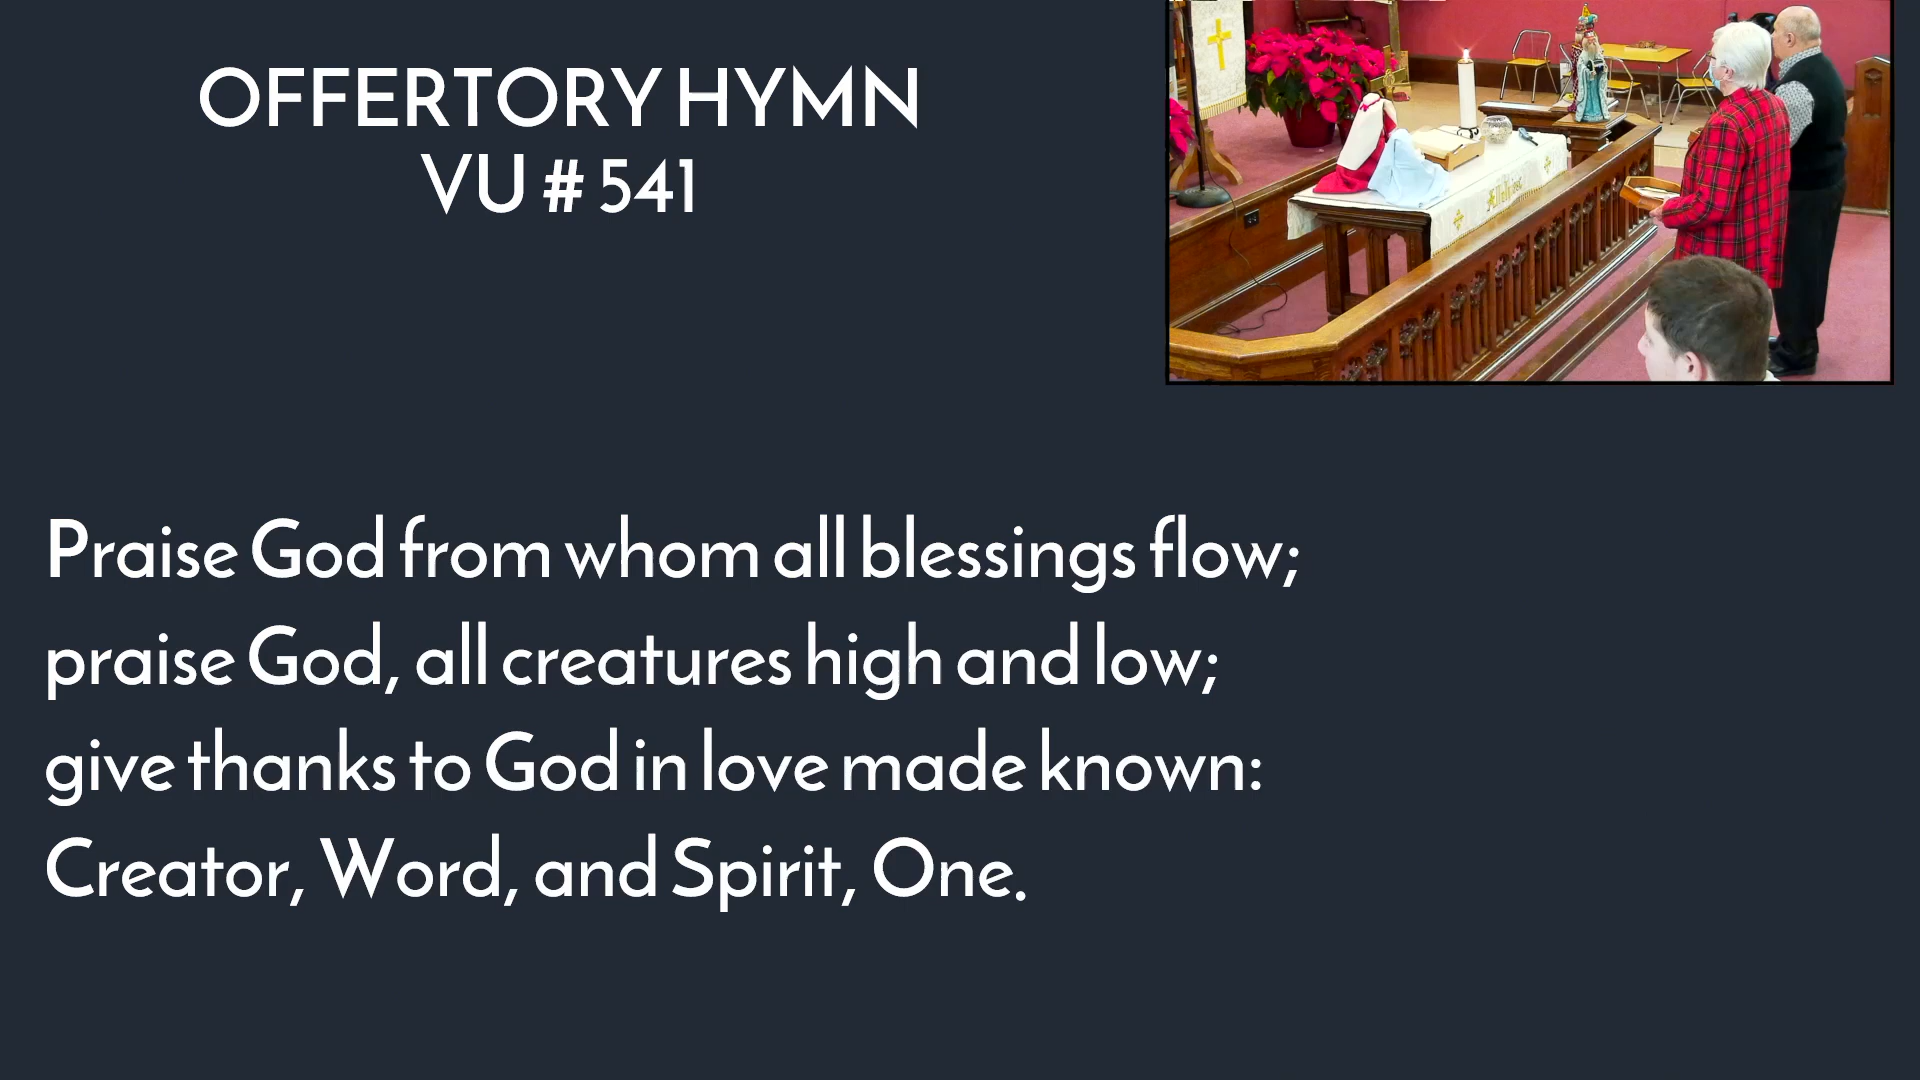 OFFERTORY HYMN
VU # 541
Praise God from whom all blessings flow;
praise God, all creatures high and low;
give thanks to God in love made known:
Creator, Word, and Spirit, One.